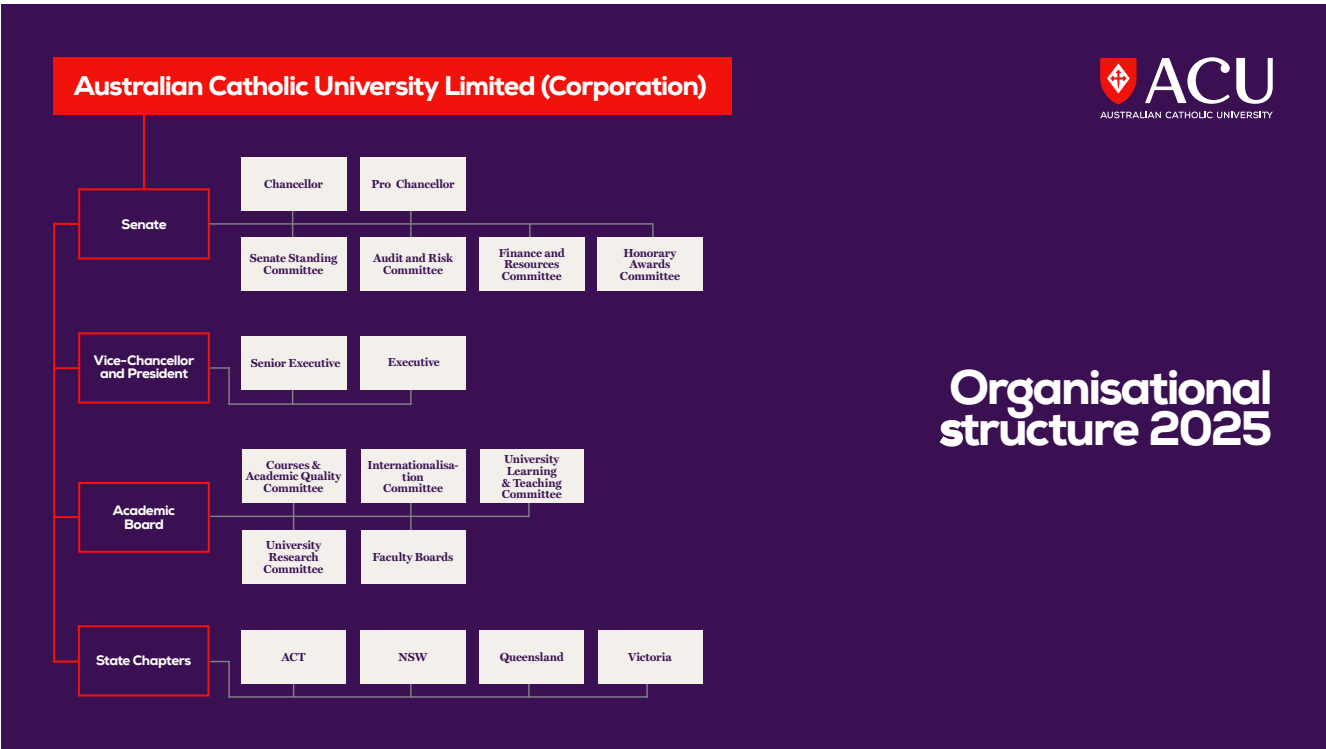 Australian Catholic University Limited (Corporation)
ACU
AUSTRALIAN CATHOLIC UNIVERSITY
Senate
Chancellor
Pro Chancellor
Senate Standing
Committee
Audit and Risk
Committee
Finance and
Resources
Committee
Honorary
Awards
Committee
Vice-Chancellor
and President
Senior Executive
Executive
Organisational
structure 2025
Academic
Board
Courses &
Academic Quality
Committee
Internationalisa-
tion
Committee
University
Learning
& Teaching
Committee
University
Research
Committee
Faculty Boards
State Chapters
ACT
NSW
Queensland
Victoria